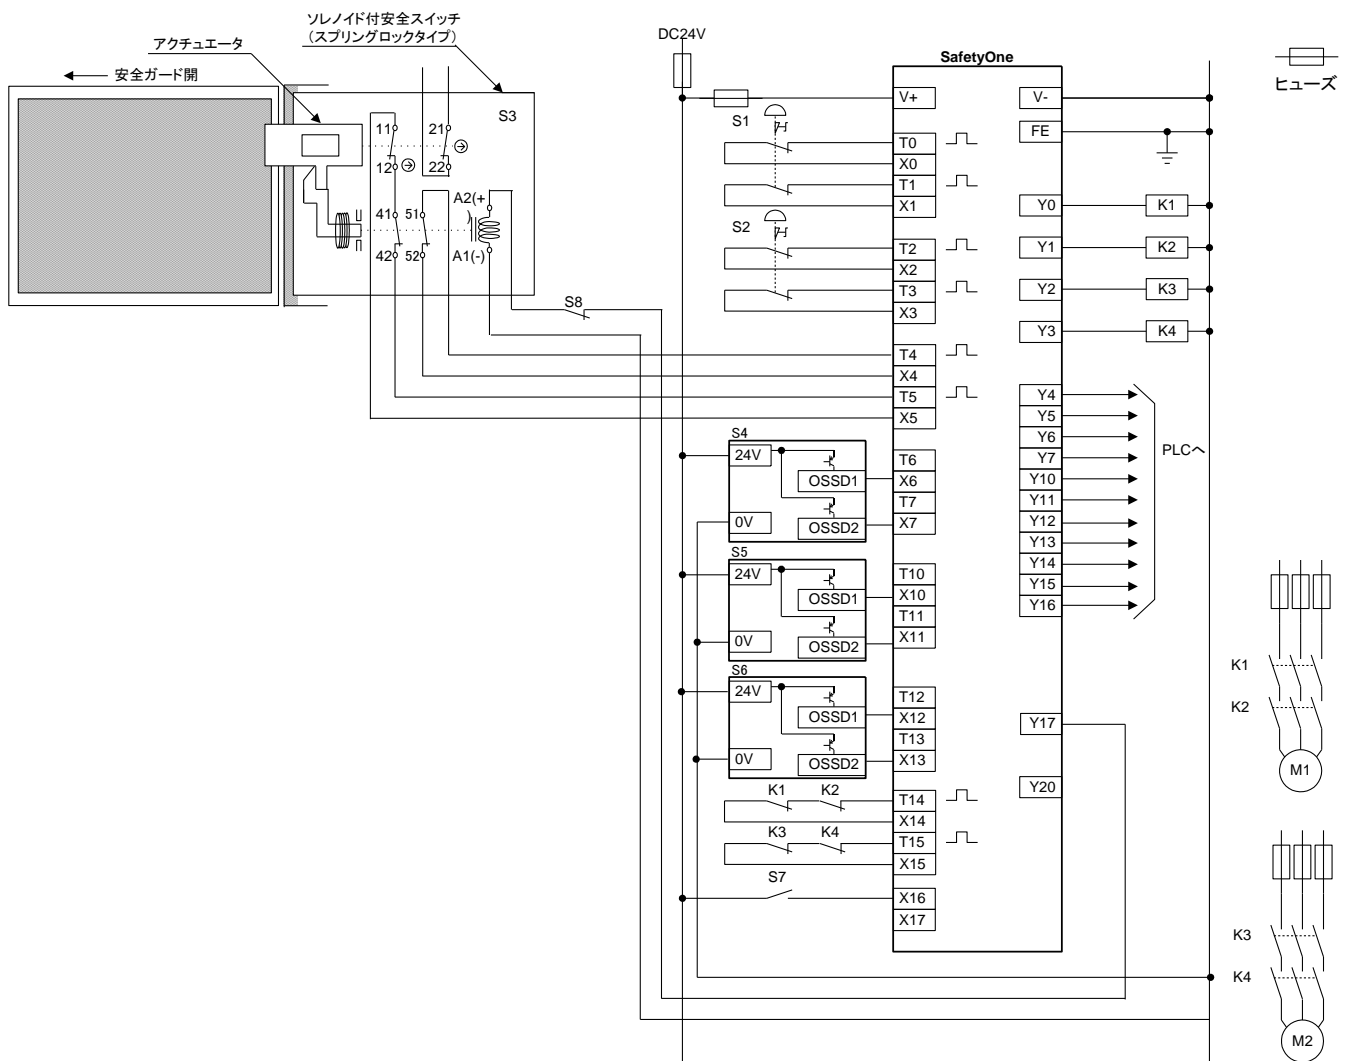 ソレノイド付安全スイッチ
(スプリングロックタイプ)
アクチュエータ
安全ガード開
S3
11
21
12
22
A2(+
)
41
51
42
52
A1(-)
S8
DC24V
SafetyOne
ヒューズ
V+
V-
S1
FE
T0
X0
T1
X1
Y0
K1
S2
Y1
K2
T2
X2
T3
Y2
K3
X3
Y3
K4
T4
X4
T5
X5
Y4
Y5
Y6
Y7
Y10
Y11
Y12
Y13
Y14
Y15
Y16
PLCへ
S4
24V
OSSD1
0V
OSSD2
T6
X6
T7
X7
S5
24V
OSSD1
0V
OSSD2
T10
X10
T11
X11
S6
24V
OSSD1
0V
OSSD2
T12
X12
T13
X13
Y17
Y20
K1
K2
T14
X14
K3
K4
T15
X15
S7
X16
X17
K1
K2
M1
K3
K4
M2